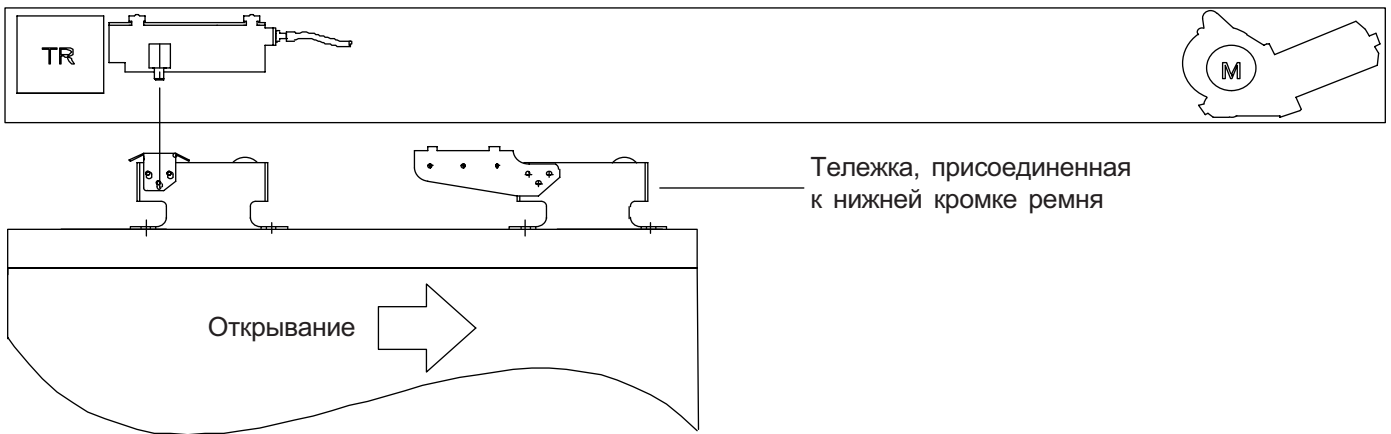 TR
M
Тележка, присоединенная
к нижней кромке ремня
Открывание